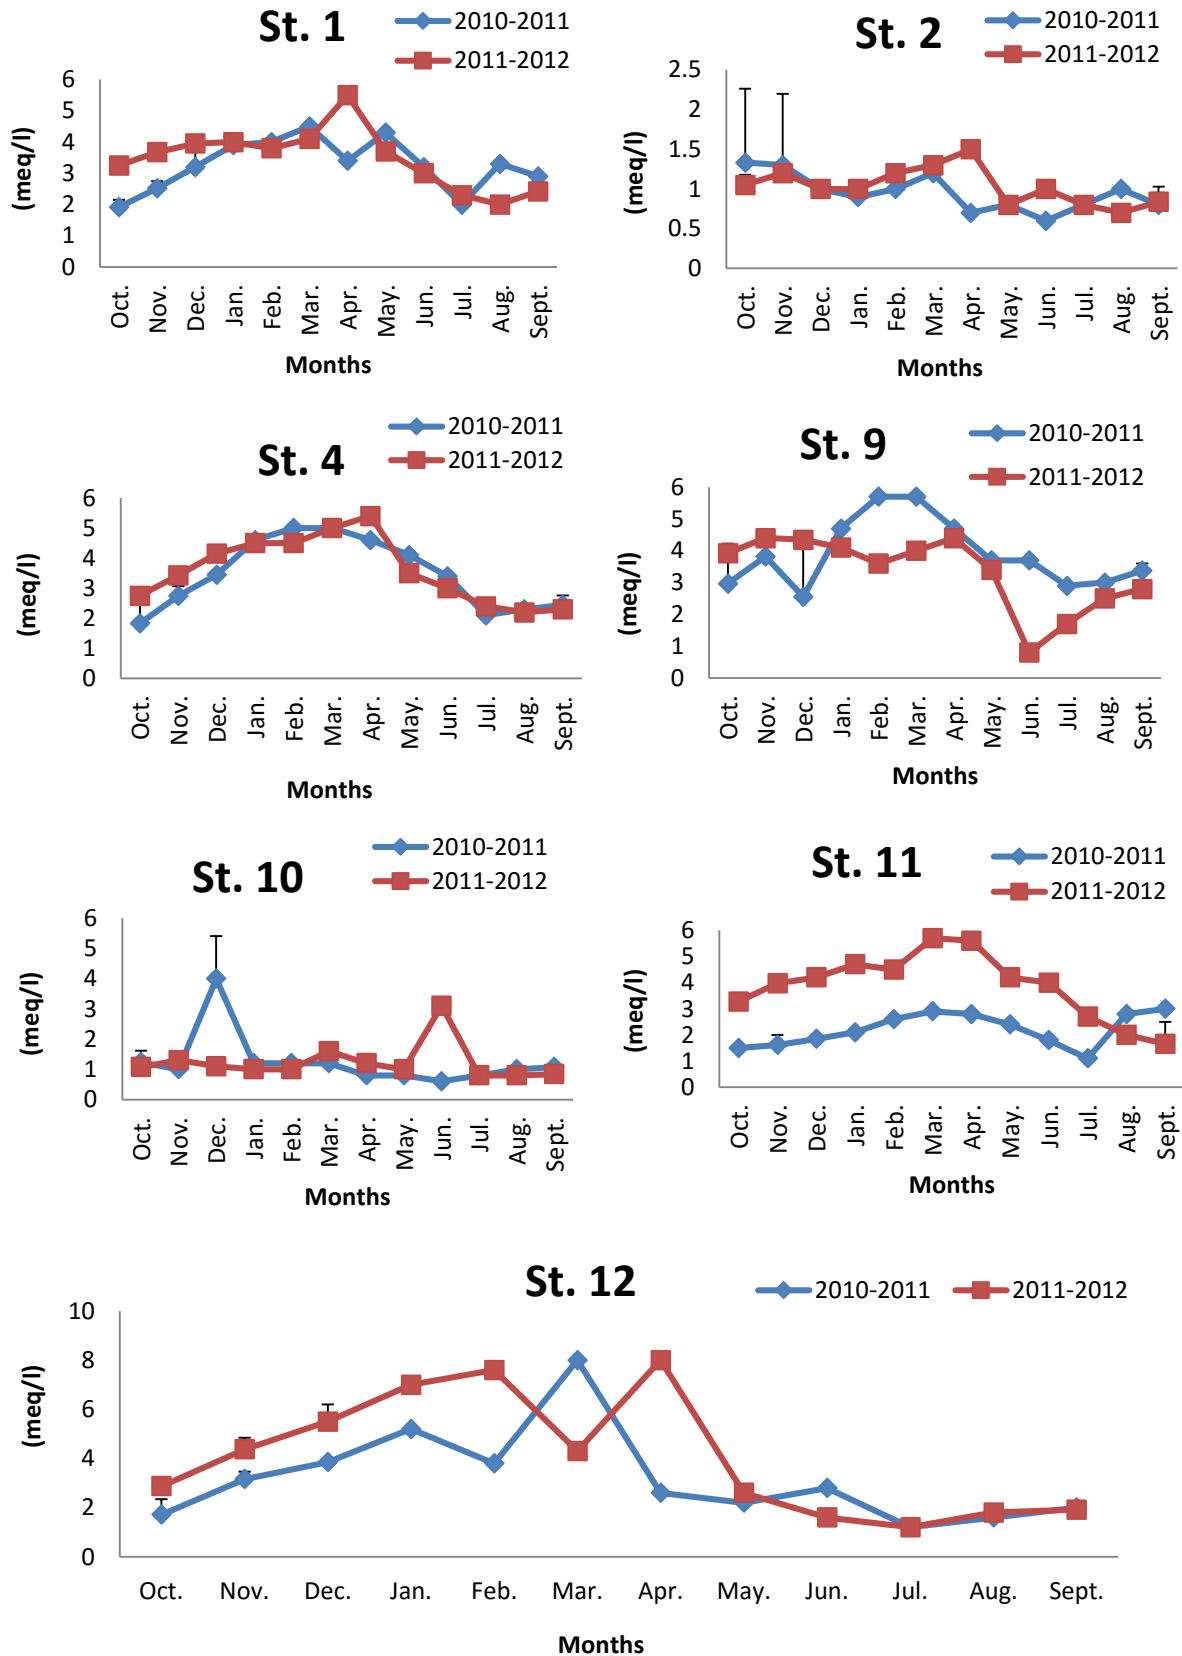 St. 1
2010-2011
2011-2012
(meq/l)
6
5
4
3
2
1
0
Oct.
Nov.
Dec.
Jan.
Feb.
Mar.
Apr.
May.
Jun.
Jul.
Aug.
Sept.
Months
St. 2
2010-2011
2011-2012
(meq/l)
2.5
2
1.5
1
0.5
0
Oct.
Nov.
Dec.
Jan.
Feb.
Mar.
Apr.
May.
Jun.
Jul.
Aug.
Sept.
Months
St. 4
2010-2011
2011-2012
(meq/l)
6
5
4
3
2
1
0
Oct.
Nov.
Dec.
Jan.
Feb.
Mar.
Apr.
May.
Jun.
Jul.
Aug.
Sept.
Months
St. 9
2010-2011
2011-2012
(meq/l)
6
5
4
3
2
1
0
Oct.
Nov.
Dec.
Jan.
Feb.
Mar.
Apr.
May.
Jun.
Jul.
Aug.
Sept.
Months
St. 10
2010-2011
2011-2012
(meq/l)
6
5
4
3
2
1
0
Oct.
Nov.
Dec.
Jan.
Feb.
Mar.
Apr.
May.
Jun.
Jul.
Aug.
Sept.
Months
St. 11
2010-2011
2011-2012
(meq/l)
6
5
4
3
2
1
0
Oct.
Nov.
Dec.
Jan.
Feb.
Mar.
Apr.
May.
Jun.
Jul.
Aug.
Sept.
Months
St. 12
2010-2011 2011-2012
(meq/l)
10
8
6
4
2
0
Oct. Nov. Dec. Jan. Feb. Mar. Apr. May. Jun. Jul. Aug. Sept.
Months